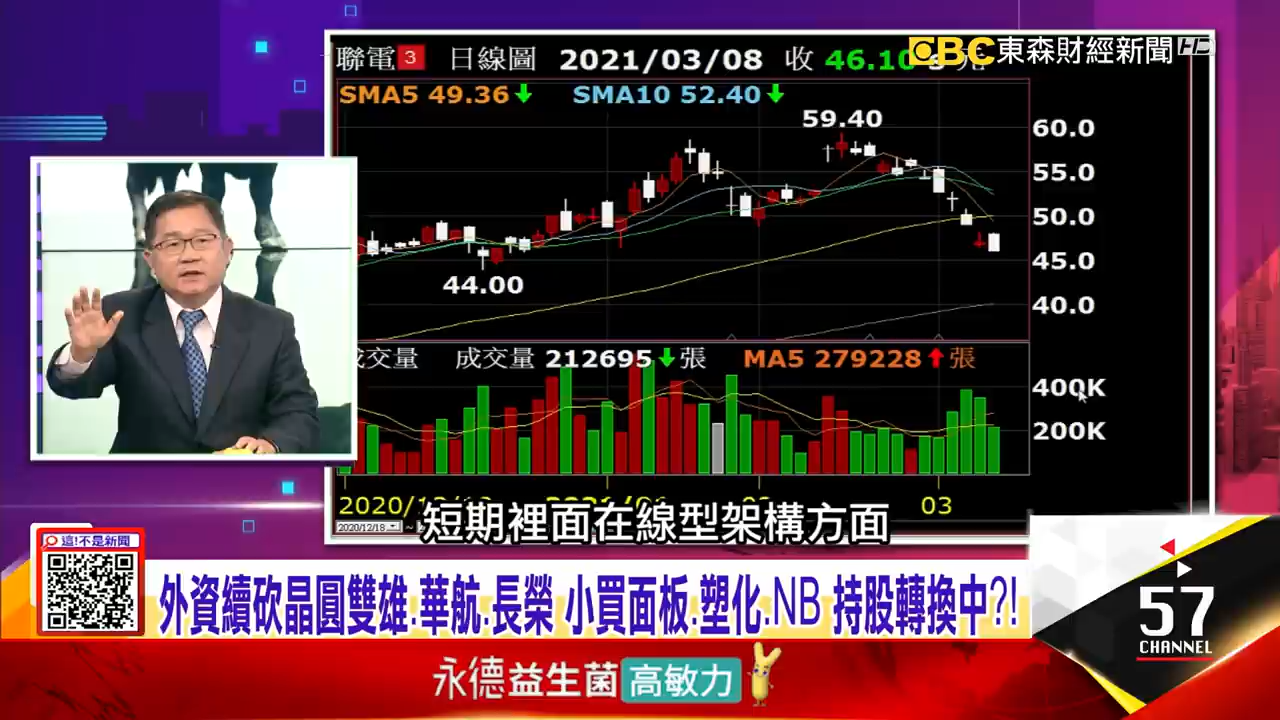 聯電 3 日線圖 2021/03/08 收 46.10
EBC 東森財經新聞 HD
SMA5 49.36 SMA10 52.40
59.40
60.0
55.0
50.0
45.0
40.0
44.00
成交量 成交量 212695 張 MA5 279228 張
400K
200K
03
2020/12/18 ~
短期裡面在線型架構方面
這!不是新聞
外資續砍晶圓雙雄.華航.長榮 小買面板.塑化.NB 持股轉換中?!
57
CHANNEL
永德益生菌 高敏力